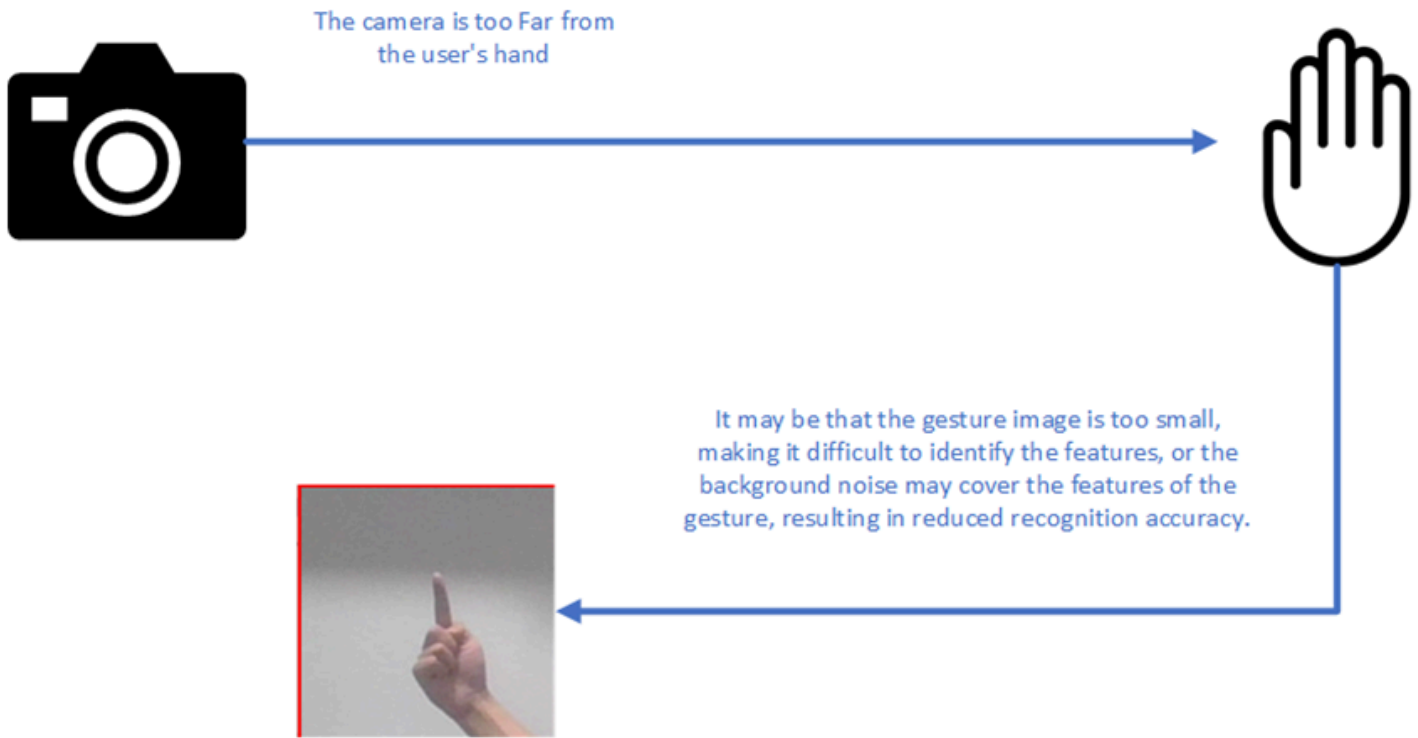 The camera is too Far from
the user's hand
It may be that the gesture image is too small,
making it difficult to identify the features, or the
background noise may cover the features of the
gesture, resulting in reduced recognition accuracy.